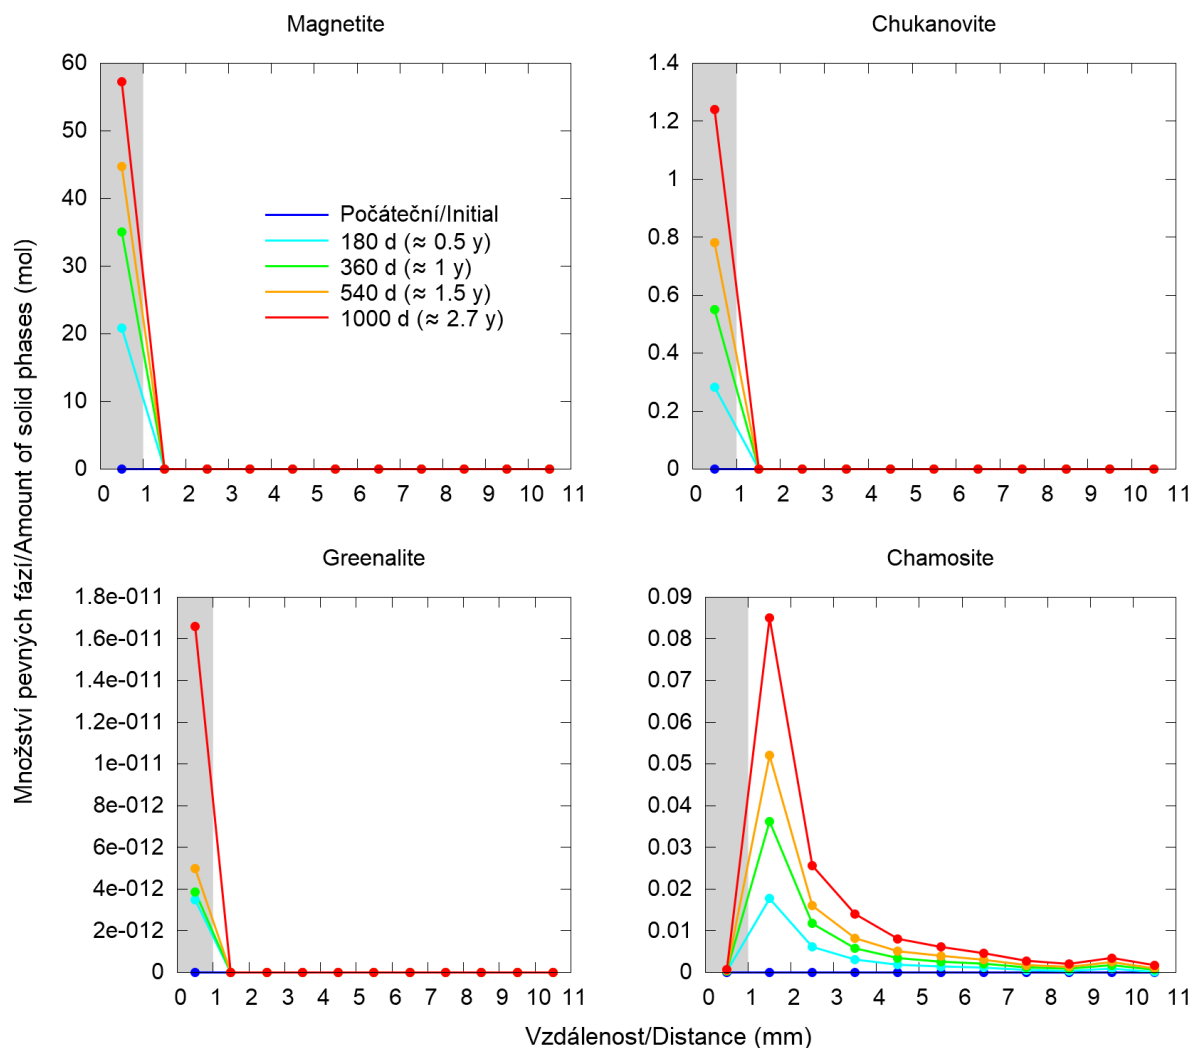 Magnetite
Chukanovite
60
50
40
30
20
10
0
0 1 2 3 4 5 6 7 8 9 10 11
Počáteční/Initial
180 d (≈ 0.5 y)
360 d (≈ 1 y)
540 d (≈ 1.5 y)
1000 d (≈ 2.7 y)
1.4
1.2
1
0.8
0.6
0.4
0.2
0
0 1 2 3 4 5 6 7 8 9 10 11
Množství pevných fází/Amount of solid phases (mol)
Greenalite
Chamosite
1.8e-011
1.6e-011
1.4e-011
1.2e-011
1e-011
8e-012
6e-012
4e-012
2e-012
0
0 1 2 3 4 5 6 7 8 9 10 11
0.09
0.08
0.07
0.06
0.05
0.04
0.03
0.02
0.01
0
0 1 2 3 4 5 6 7 8 9 10 11
Vzdálenost/Distance (mm)